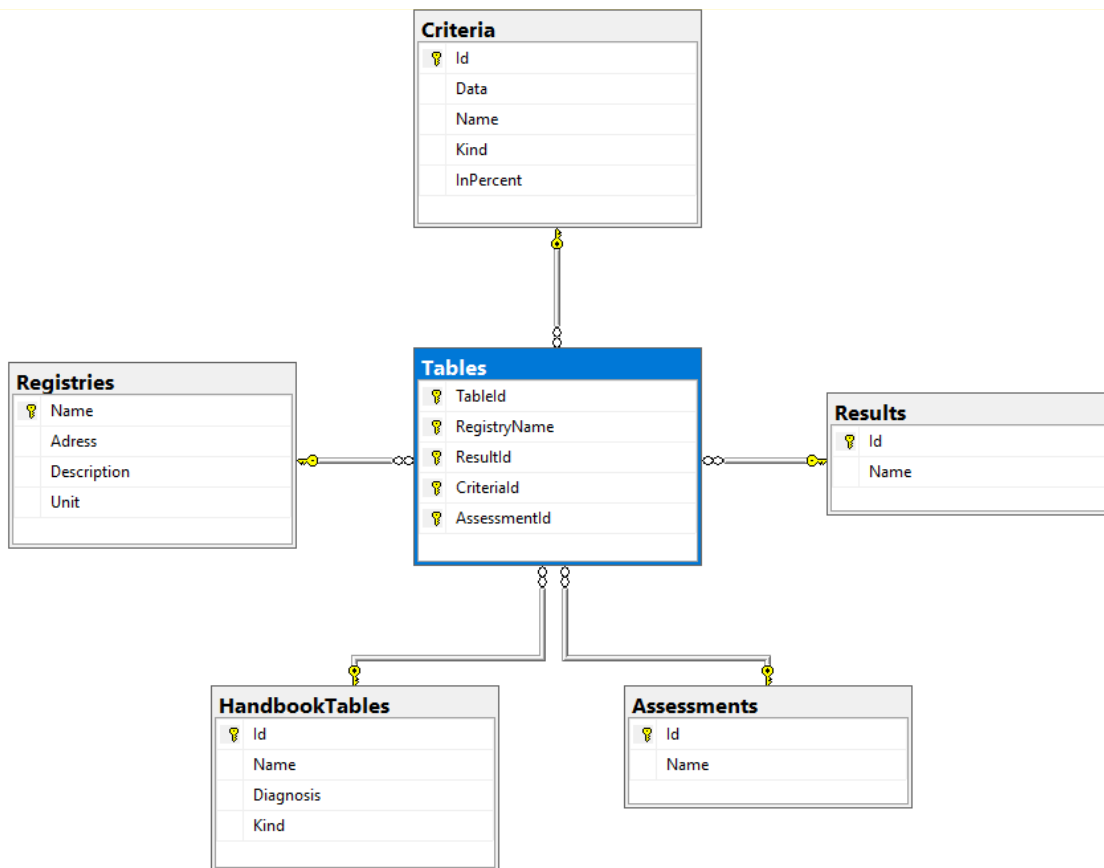 Criteria
Id
Data
Name
Kind
InPercent
Registries
Name
Adress
Description
Unit
Tables
TableId
RegistryName
ResultId
CriteriaId
AssessmentId
Results
Id
Name
HandbookTables
Id
Name
Diagnosis
Kind
Assessments
Id
Name